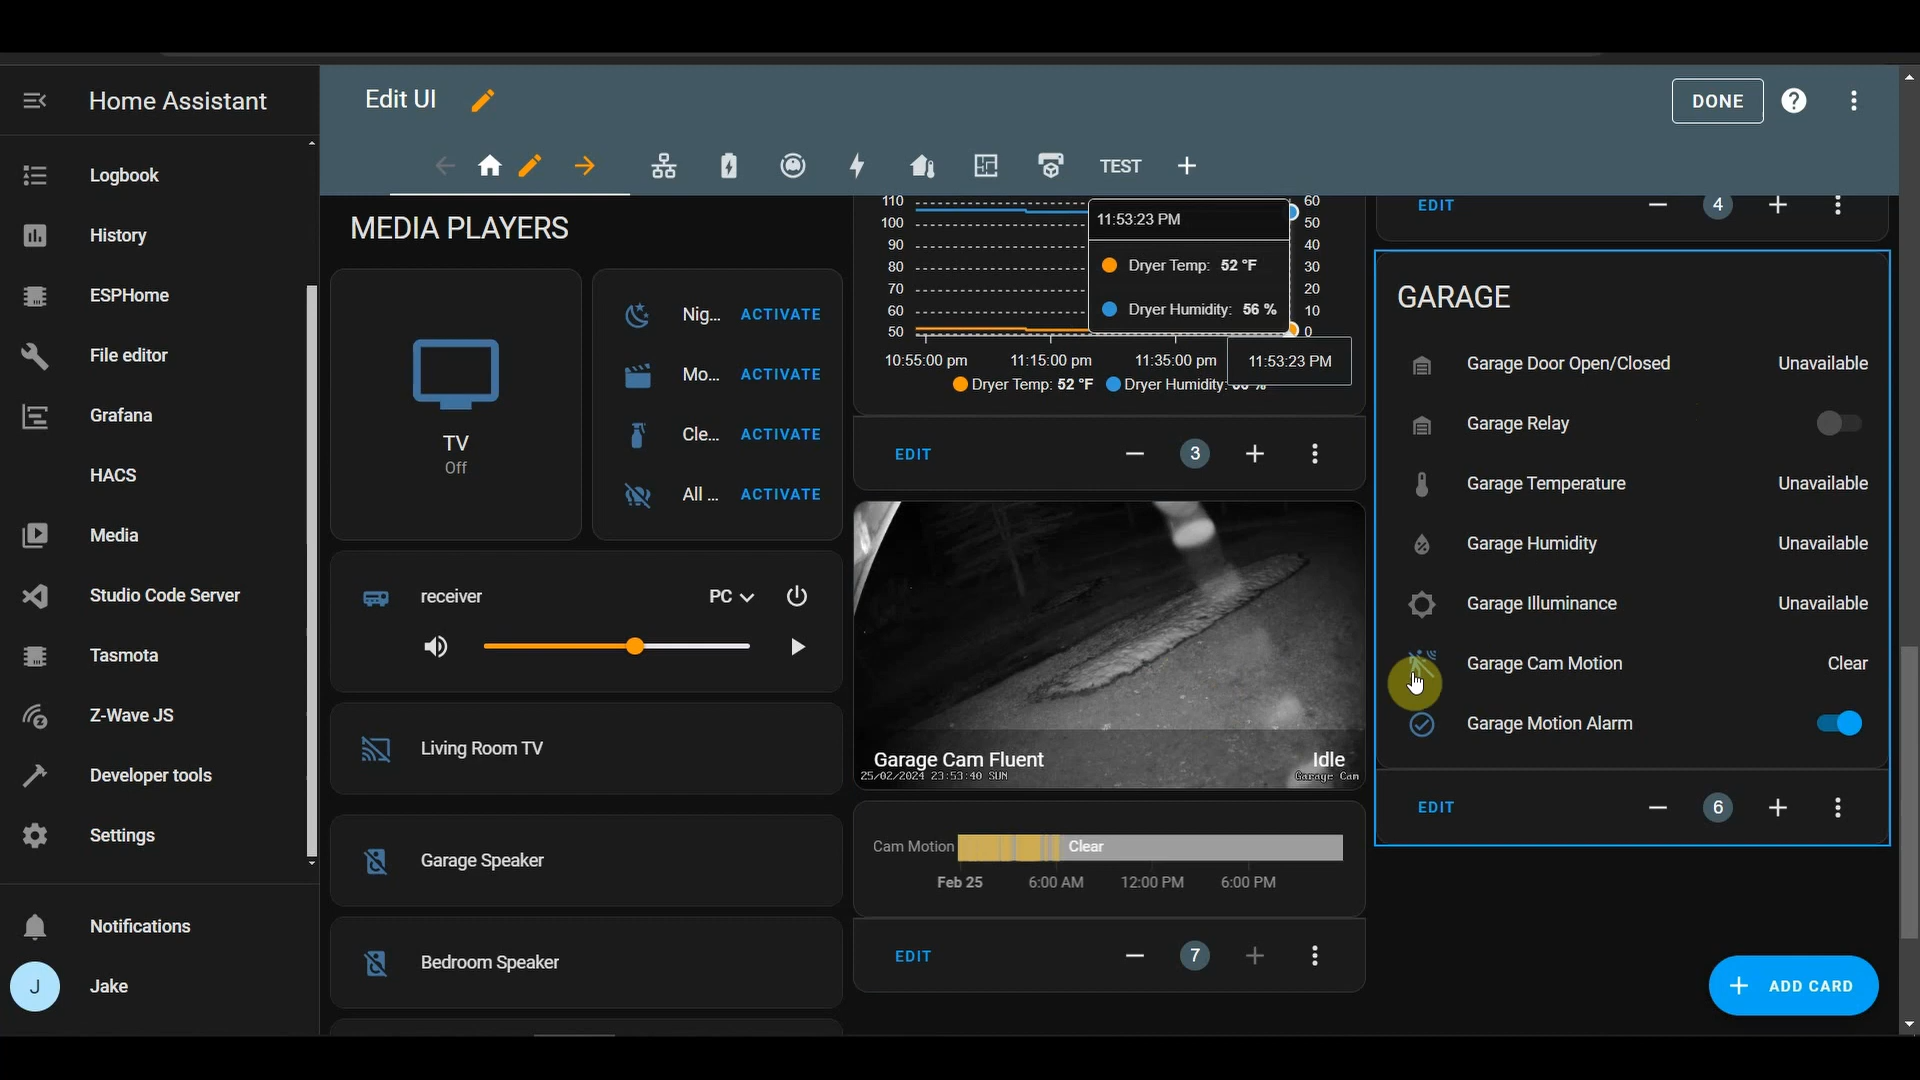 Home Assistant
Logbook
History
ESPHome
File editor
Grafana
HACS
Media
Studio Code Server
Tasmota
Z-Wave JS
Developer tools
Settings
Notifications
J
Jake
Edit UI
DONE
TEST
MEDIA PLAYERS
TV
Off
Nig... ACTIVATE
Mo... ACTIVATE
Cle... ACTIVATE
All ... ACTIVATE
receiver PC
Living Room TV
Garage Speaker
Bedroom Speaker
110 60
100 50
90 40
80 30
70 20
60 10
50 0
11:53:23 PM
Dryer Temp: 52 °F
Dryer Humidity: 56 %
10:55:00 pm 11:15:00 pm 11:35:00 pm 11:53:23 PM
Dryer Temp: 52 °F Dryer Humidity:
EDIT 3
Garage Cam Fluent Idle
25/02/2024 23:53:40 SUN Garage Cam
Cam Motion Clear
Feb 25 6:00 AM 12:00 PM 6:00 PM
EDIT 7
EDIT 4
GARAGE
Garage Door Open/Closed Unavailable
Garage Relay
Garage Temperature Unavailable
Garage Humidity Unavailable
Garage Illuminance Unavailable
Garage Cam Motion Clear
Garage Motion Alarm
EDIT 6
ADD CARD